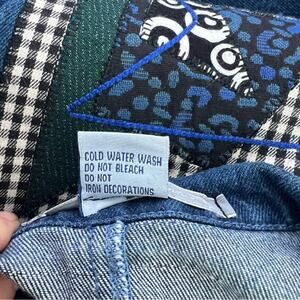 COLD WATER WASH
DO NOT BLEACH
DO NOT
IRON DECORATIONS